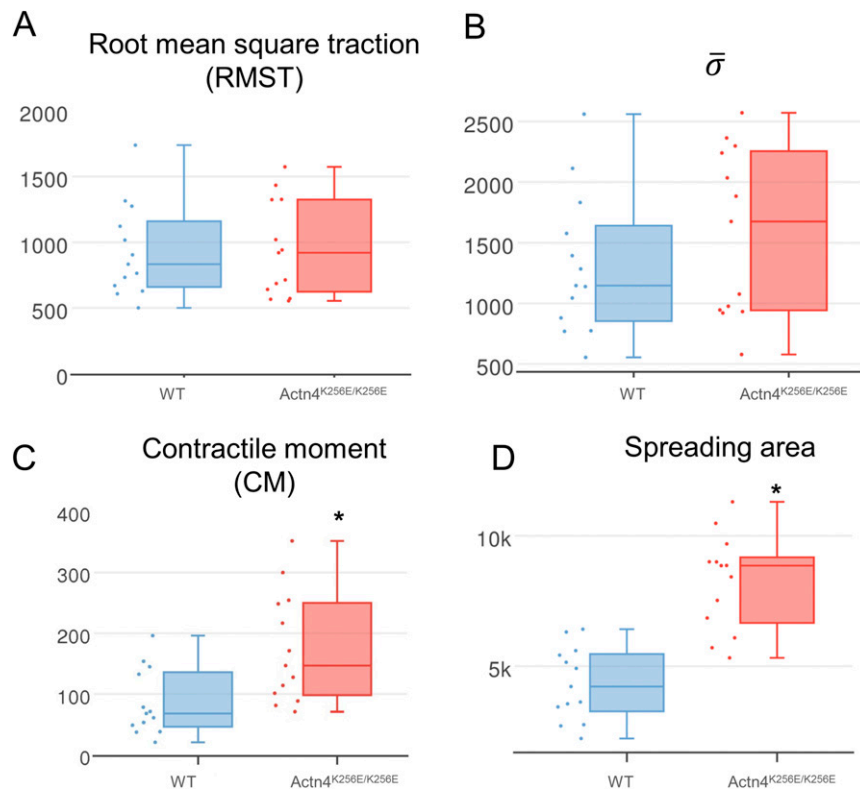 A
Root mean square traction
(RMST)
2000
1500
1000
500
0
WT
Actn4K256E/K256E
B
σ̄
2500
2000
1500
1000
500
WT
Actn4K256E/K256E
C
Contractile moment
(CM)
400
300
200
100
0
*
WT
Actn4K256E/K256E
D
Spreading area
*
10k
5k
WT
Actn4K256E/K256E